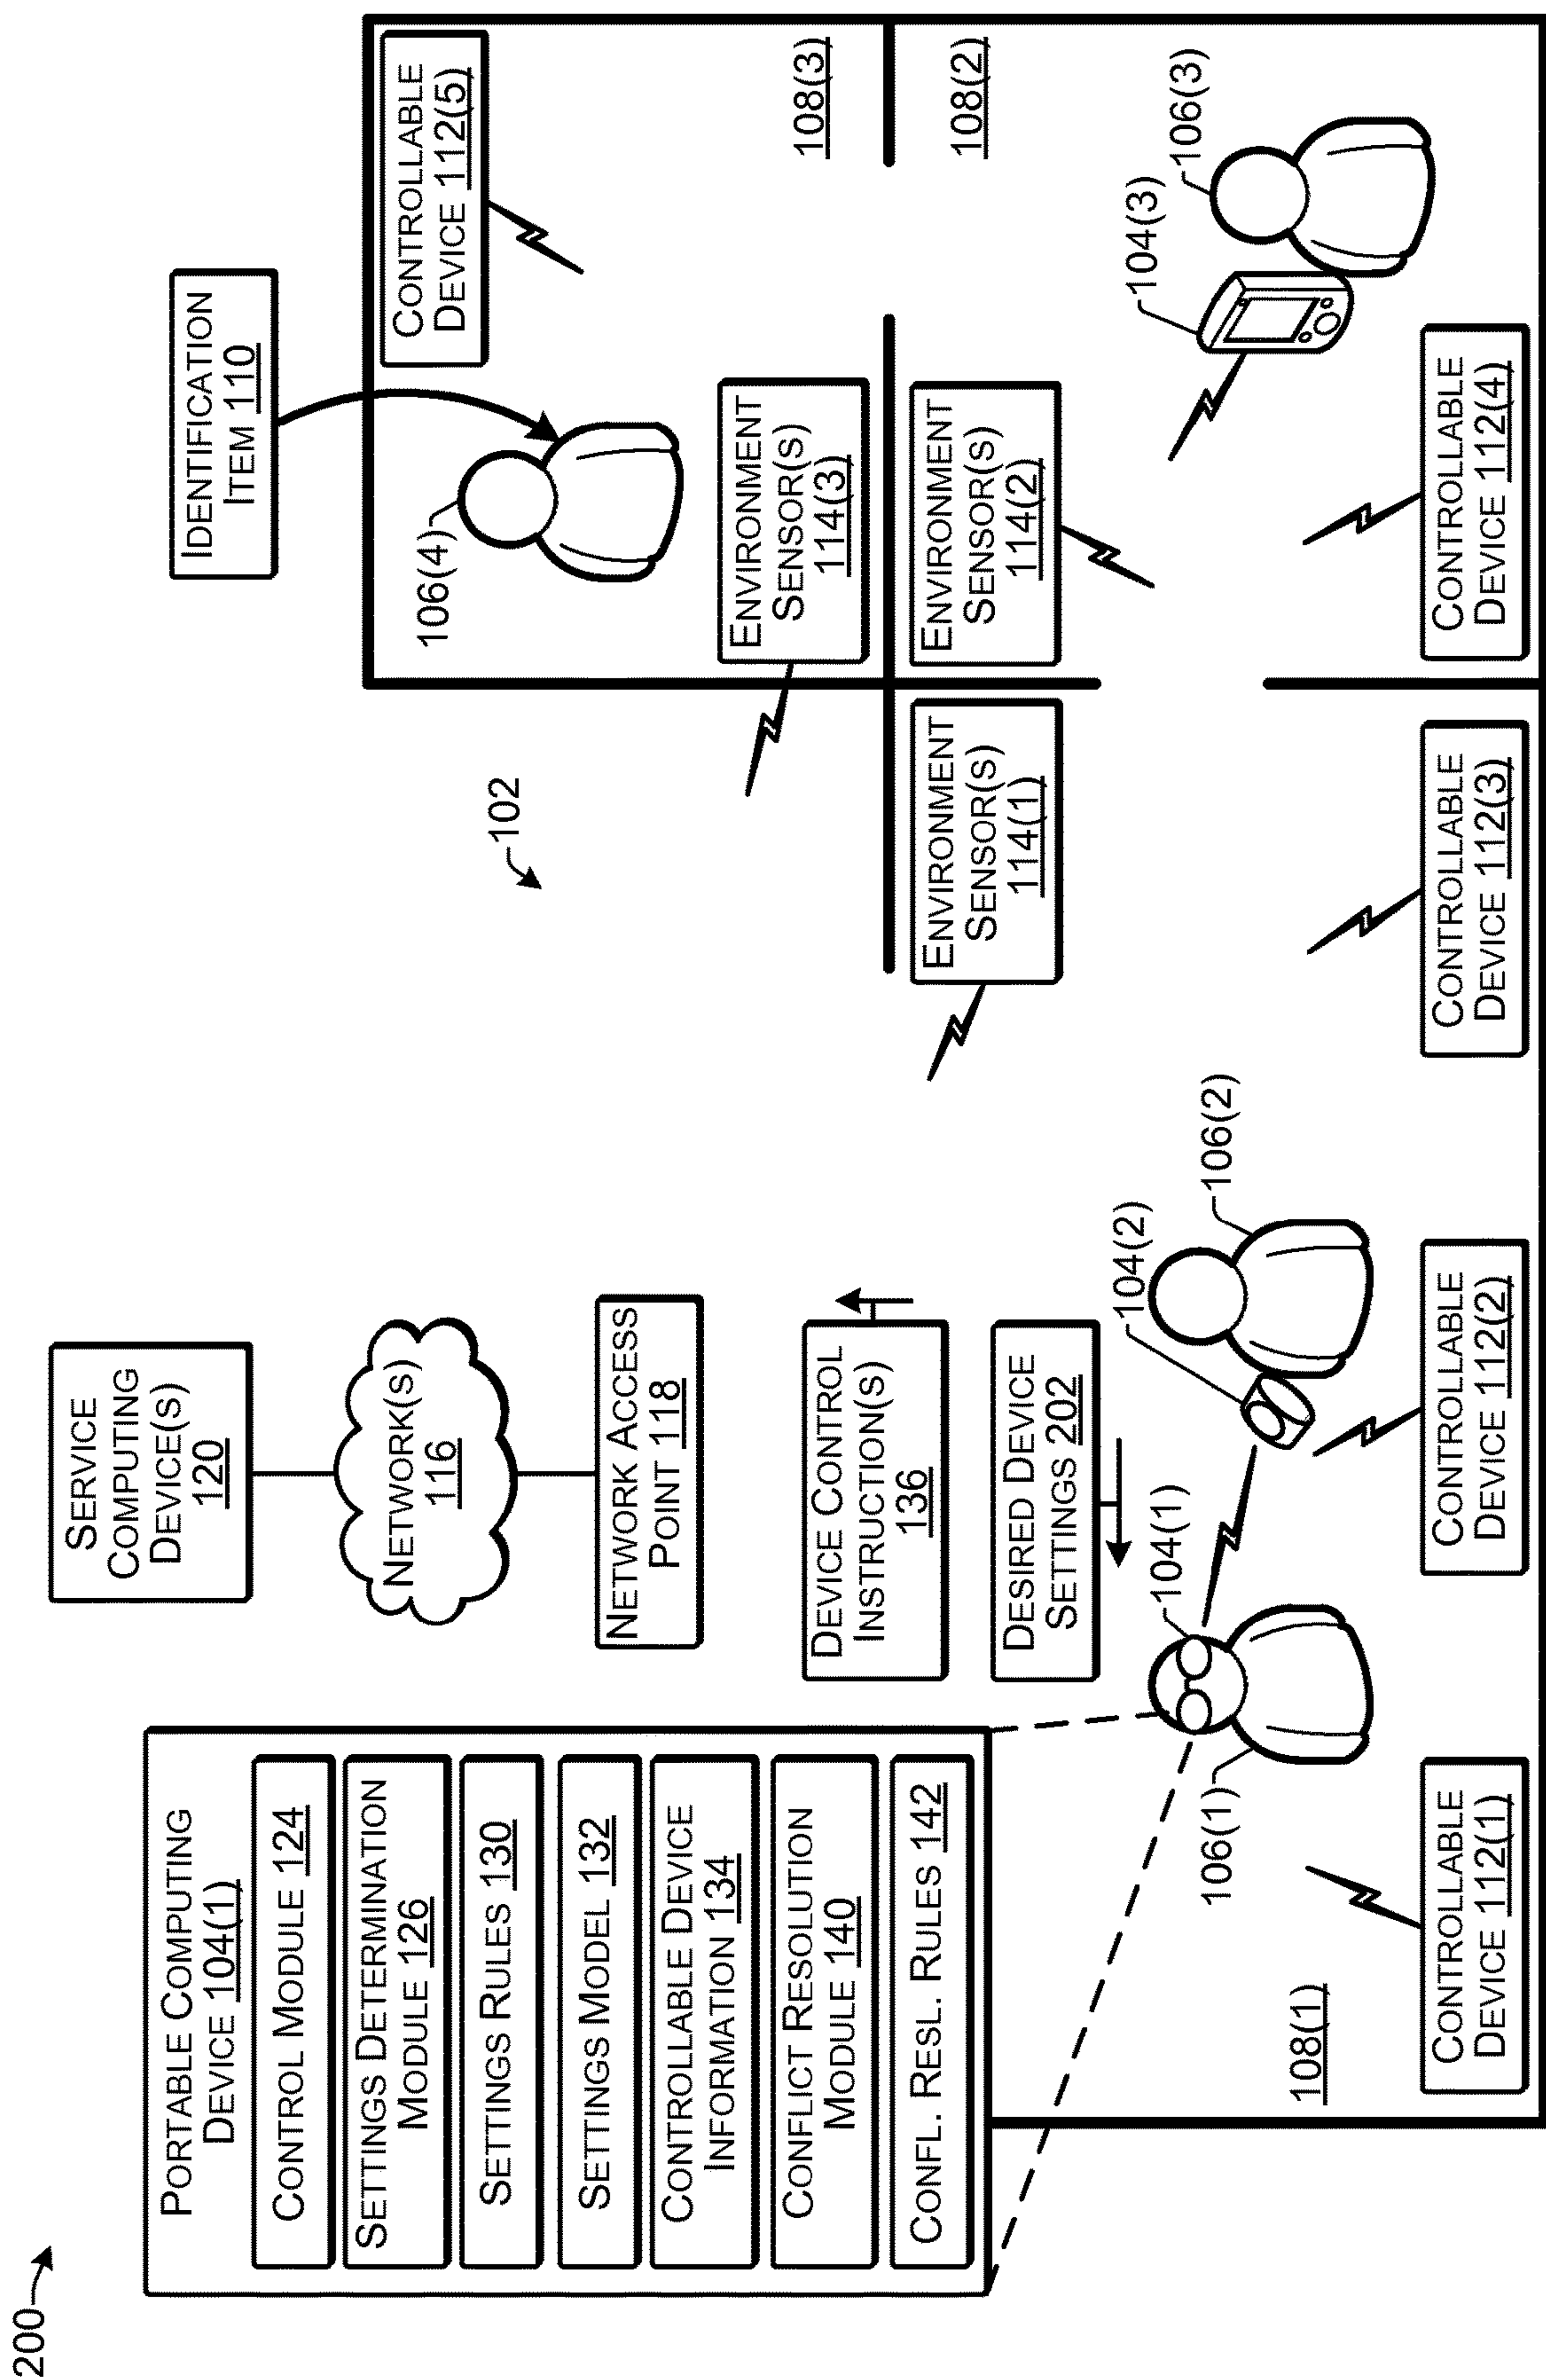 200
SERVICE
COMPUTING
DEVICE(S)
120
NETWORK(S)
116
NETWORK ACCESS
POINT 118
PORTABLE COMPUTING
DEVICE 104(1)
CONTROL MODULE 124
SETTINGS DETERMINATION
MODULE 126
SETTINGS RULES 130
SETTINGS MODEL 132
CONTROLLABLE DEVICE
INFORMATION 134
CONFLICT RESOLUTION
MODULE 140
CONFL. RESL. RULES 142
DEVICE CONTROL
INSTRUCTION(S)
136
DESIRED DEVICE
SETTINGS 202
102
IDENTIFICATION
ITEM 110
CONTROLLABLE
DEVICE 112(5)
106(4)
ENVIRONMENT
SENSOR(S)
114(3)
108(3)
ENVIRONMENT
SENSOR(S)
114(1)
ENVIRONMENT
SENSOR(S)
114(2)
108(2)
104(1)
104(2)
106(2)
104(3)
106(3)
106(1)
108(1)
CONTROLLABLE
DEVICE 112(1)
CONTROLLABLE
DEVICE 112(2)
CONTROLLABLE
DEVICE 112(3)
CONTROLLABLE
DEVICE 112(4)